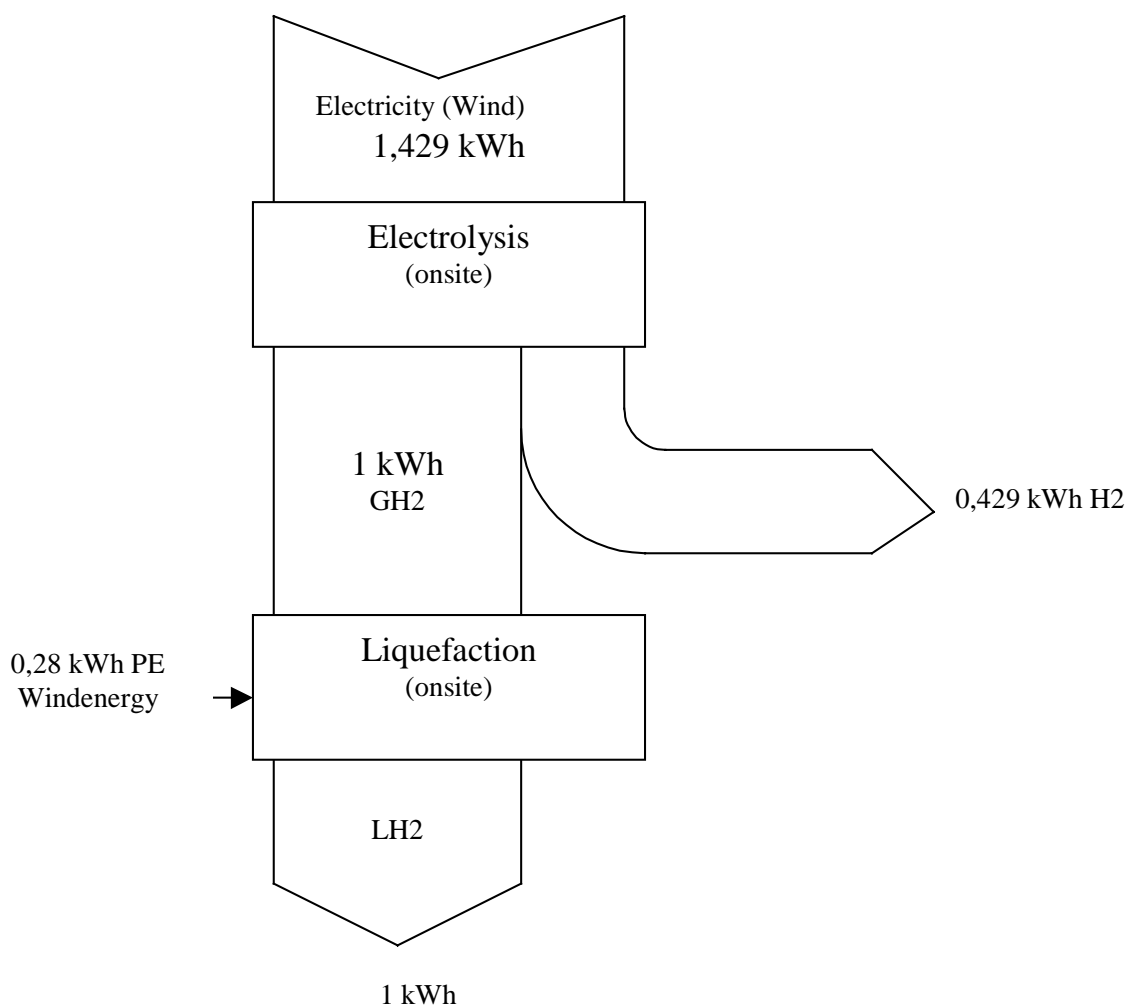 Electricity (Wind)
1,429 kWh
Electrolysis
(onsite)
1 kWh
GH2
0,429 kWh H2
Liquefaction
(onsite)
0,28 kWh PE
Windenergy
LH2
1 kWh